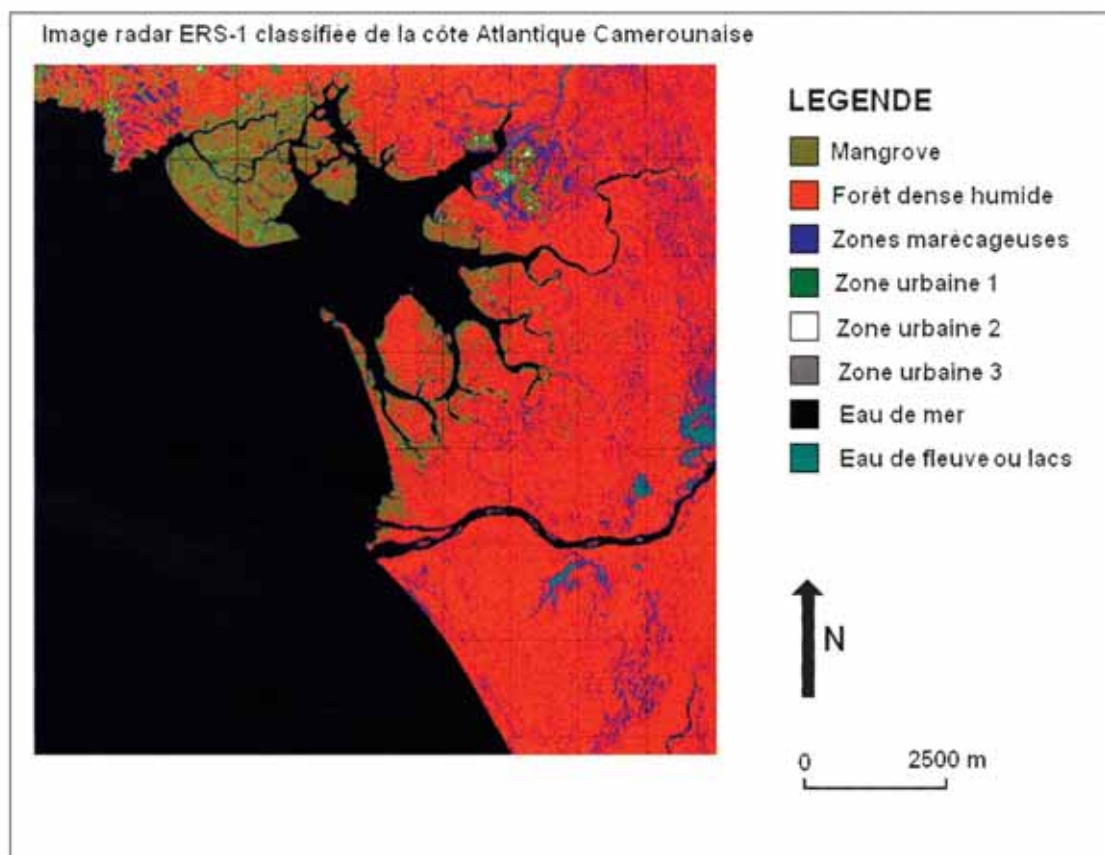 Image radar ERS-1 classifiée de la côte Atlantique Camerounaise
LEGENDE
Mangrove
Forêt dense humide
Zones marècageuses
Zone urbaine 1
Zone urbaine 2
Zone urbaine 3
Eau de mer
Eau de fleuve ou lacs
N
0 2500 m